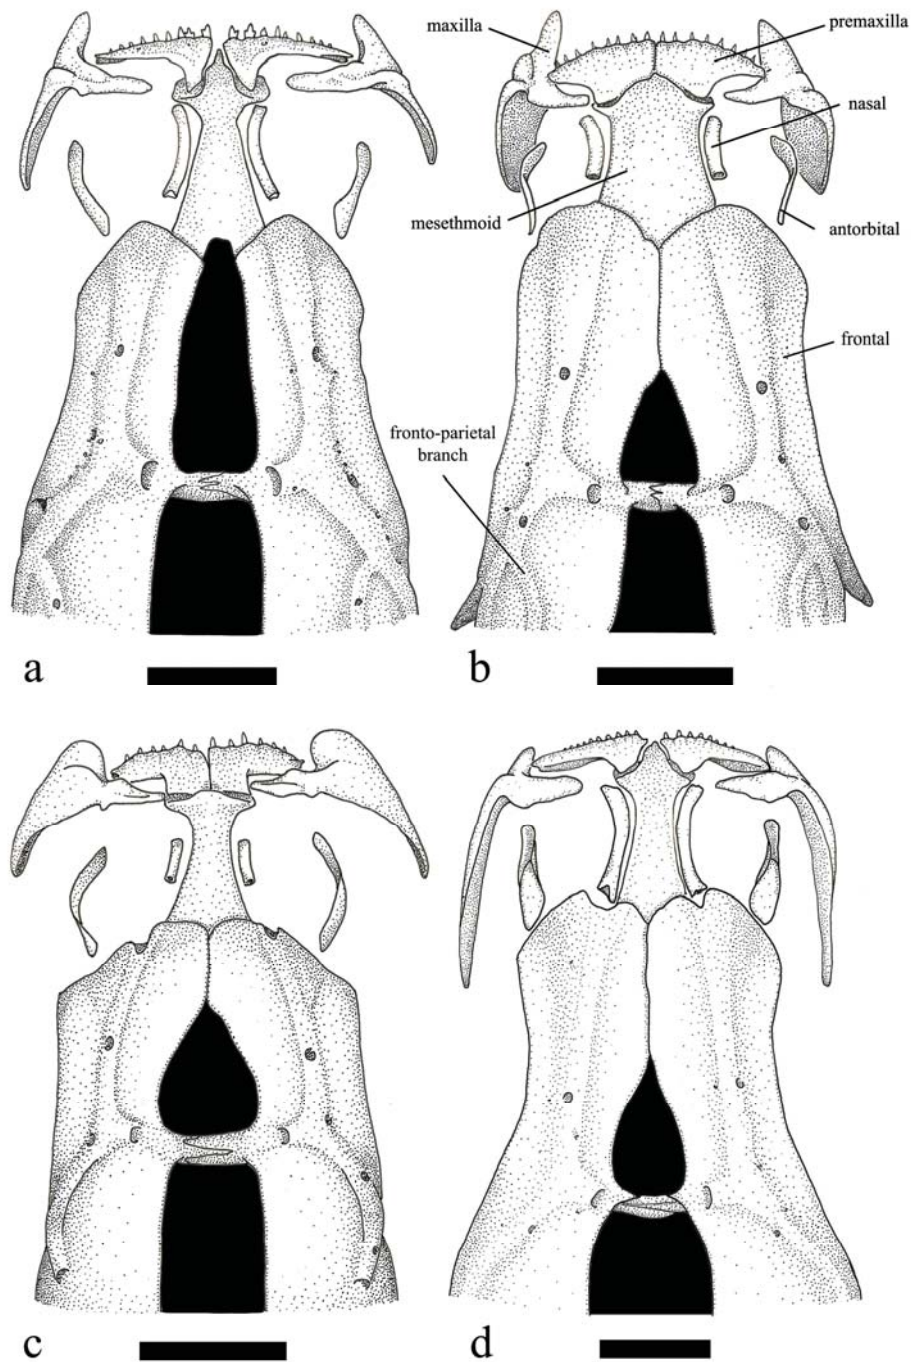 maxilla
premaxilla
nasal
mesethmoid
antorbital
frontal
fronto-parietal
branch
a
b
c
d